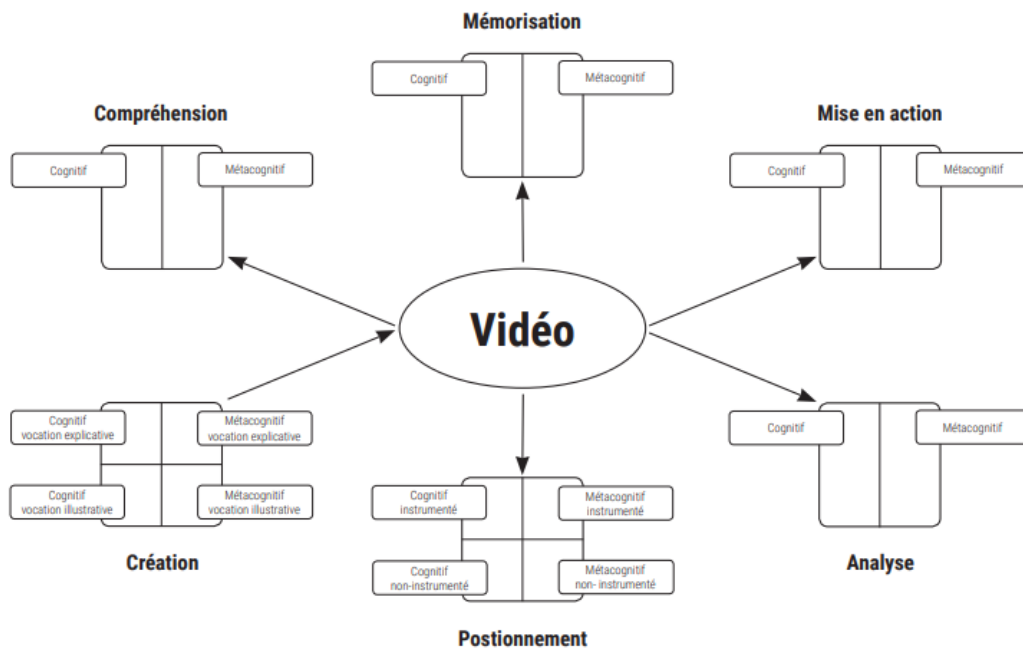 Mémorisation
Cognitif
Métacognitif
Compréhension
Cognitif
Métacognitif
Mise en action
Cognitif
Métacognitif
Vidéo
Cognitif
vocation explicative
Métacognitif
vocation explicative
Cognitif
vocation illustrative
Métacognitif
vocation illustrative
Création
Cognitif
instrumenté
Métacognitif
instrumenté
Cognitif
non-instrumenté
Métacognitif
non- instrumenté
Postionnement
Cognitif
Métacognitif
Analyse